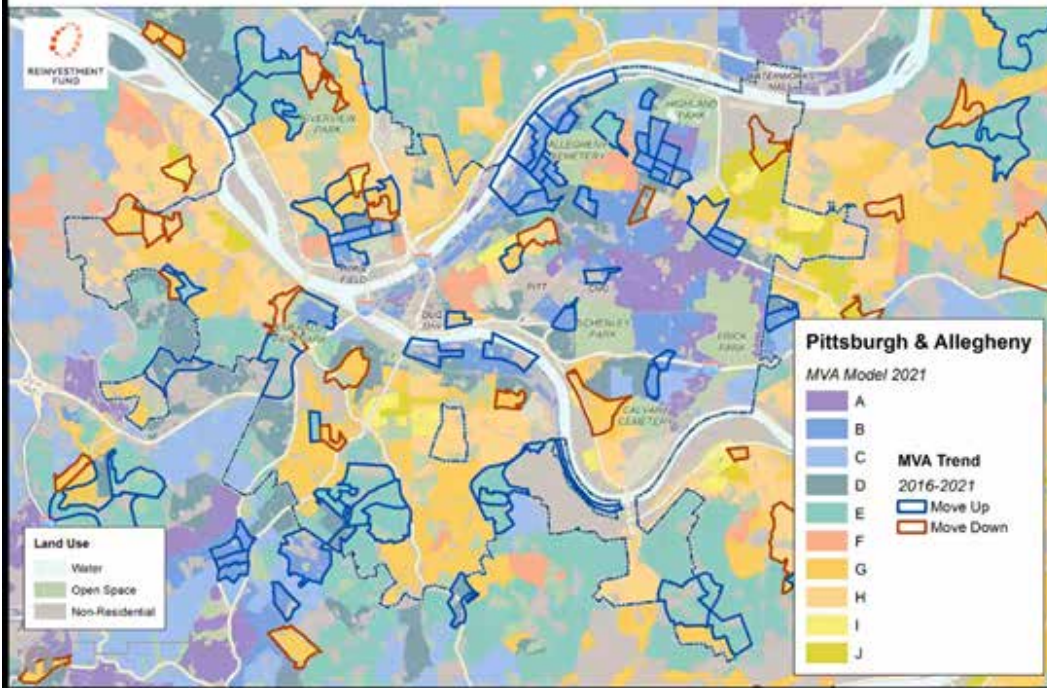 REINVESTMENT
FUND
RIVERVIEW
PARK
HIGHLAND
PARK
ALLEGHENY
CEMETERY
WATERWORKS
MALL
PITT
SCHENLEY
PARK
FRICK
PARK
CALVARY
CEMETERY
Pittsburgh & Allegheny
MVA Model 2021
A
B
C
D
E
F
G
H
I
J
MVA Trend
2016-2021
Move Up
Move Down
Land Use
Water
Open Space
Non-Residential